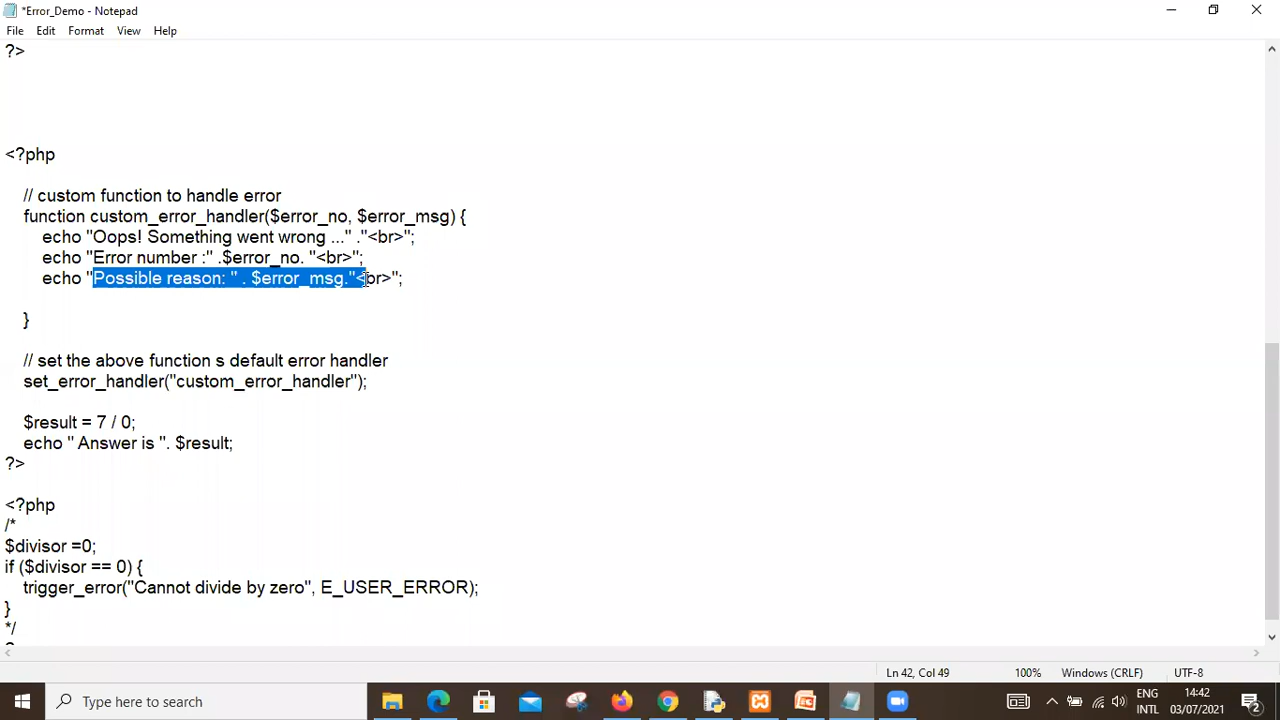 *Error_Demo - Notepad
File Edit Format View Help
?>
<?php
// custom function to handle error
function custom_error_handler($error_no, $error_msg) {
echo "Oops! Something went wrong ..." ."<br>";
echo "Error number :" .$error_no. "<br>";
echo "Possible reason: " . $error_msg."<br>";
}
// set the above function s default error handler
set_error_handler("custom_error_handler");
$result = 7 / 0;
echo " Answer is ". $result;
?>
<?php
/*
$divisor =0;
if ($divisor == 0) {
trigger_error("Cannot divide by zero", E_USER_ERROR);
}
*/
Ln 42, Col 49 100% Windows (CRLF) UTF-8
Type here to search
ENG
INTL
14:42
03/07/2021
2